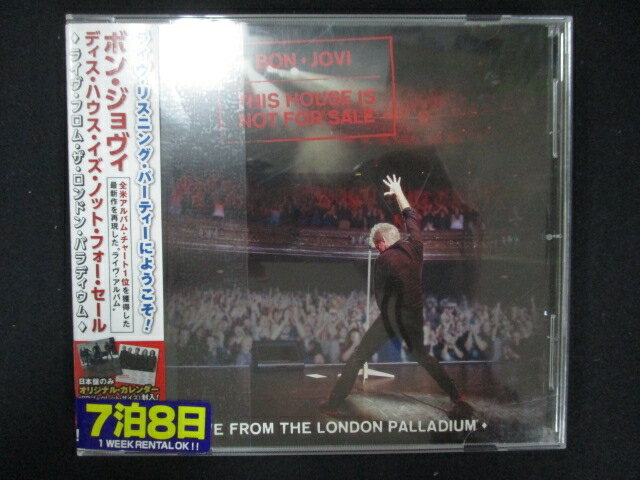 ライヴ・リスニング・パーティーにようこそ!
ボン・ジョヴィ
ディス・ハウス・イズ・ノット・フォー・セール
♦ライヴ・フロム・ザ・ロンドン・パラディウム♦
全米アルバム・チャート1位を獲得した
最新作を再現した“ライヴ・アルバム”
日本盤のみ
オリジナル・カレンダー
封入!
7泊8日
1 WEEK RENTAL OK!!
BON ♦ JOVI
THIS HOUSE IS
NOT FOR SALE
FROM THE LONDON PALLADIUM ♦